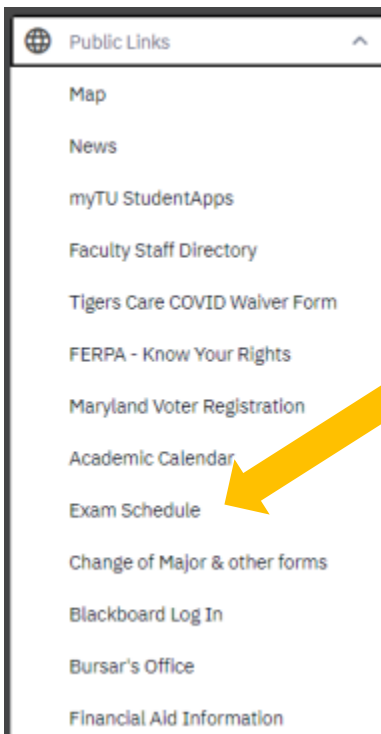 Public Links
Map
News
myTU StudentApps
Faculty Staff Directory
Tigers Care COVID Waiver Form
FERPA - Know Your Rights
Maryland Voter Registration
Academic Calendar
Exam Schedule
Change of Major & other forms
Blackboard Log In
Bursar's Office
Financial Aid Information